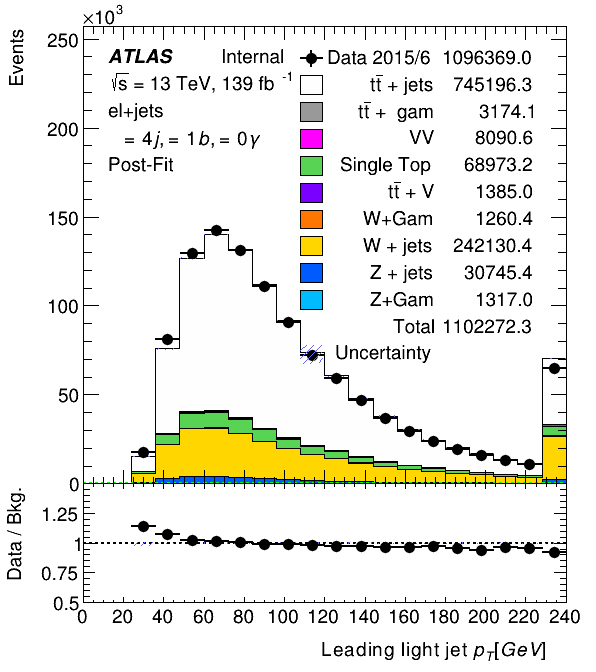 ×10³
Events
250
200
150
100
50
0
ATLAS Internal
√s = 13 TeV, 139 fb⁻¹
el+jets
= 4j, = 1b, = 0γ
Post-Fit
Data 2015/6 1096369.0
tt̄ + jets 745196.3
tt̄ + gam 3174.1
VV 8090.6
Single Top 68973.2
tt̄ + V 1385.0
W+Gam 1260.4
W + jets 242130.4
Z + jets 30745.4
Z+Gam 1317.0
Total 1102272.3
Uncertainty
Data / Bkg.
1.25
1
0.75
0.5
0 20 40 60 80 100 120 140 160 180 200 220 240
Leading light jet p_T[GeV]